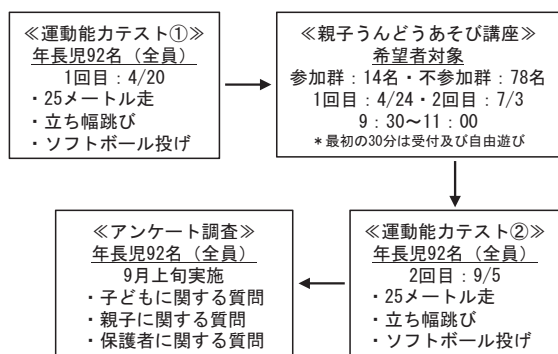 ≪運動能力テスト①≫
年長児92名（全員）
1回目：4/20
・25メートル走
・立ち幅跳び
・ソフトボール投げ
≪親子うんどうあそび講座≫
希望者対象
参加群：14名・不参加群：78名
1回目：4/24・2回目：7/3
9：30～11：00
＊最初の30分は受付及び自由遊び
≪運動能力テスト②≫
年長児92名（全員）
2回目：9/5
・25メートル走
・立ち幅跳び
・ソフトボール投げ
≪アンケート調査≫
年長児92名（全員）
9月上旬実施
・子どもに関する質問
・親子に関する質問
・保護者に関する質問